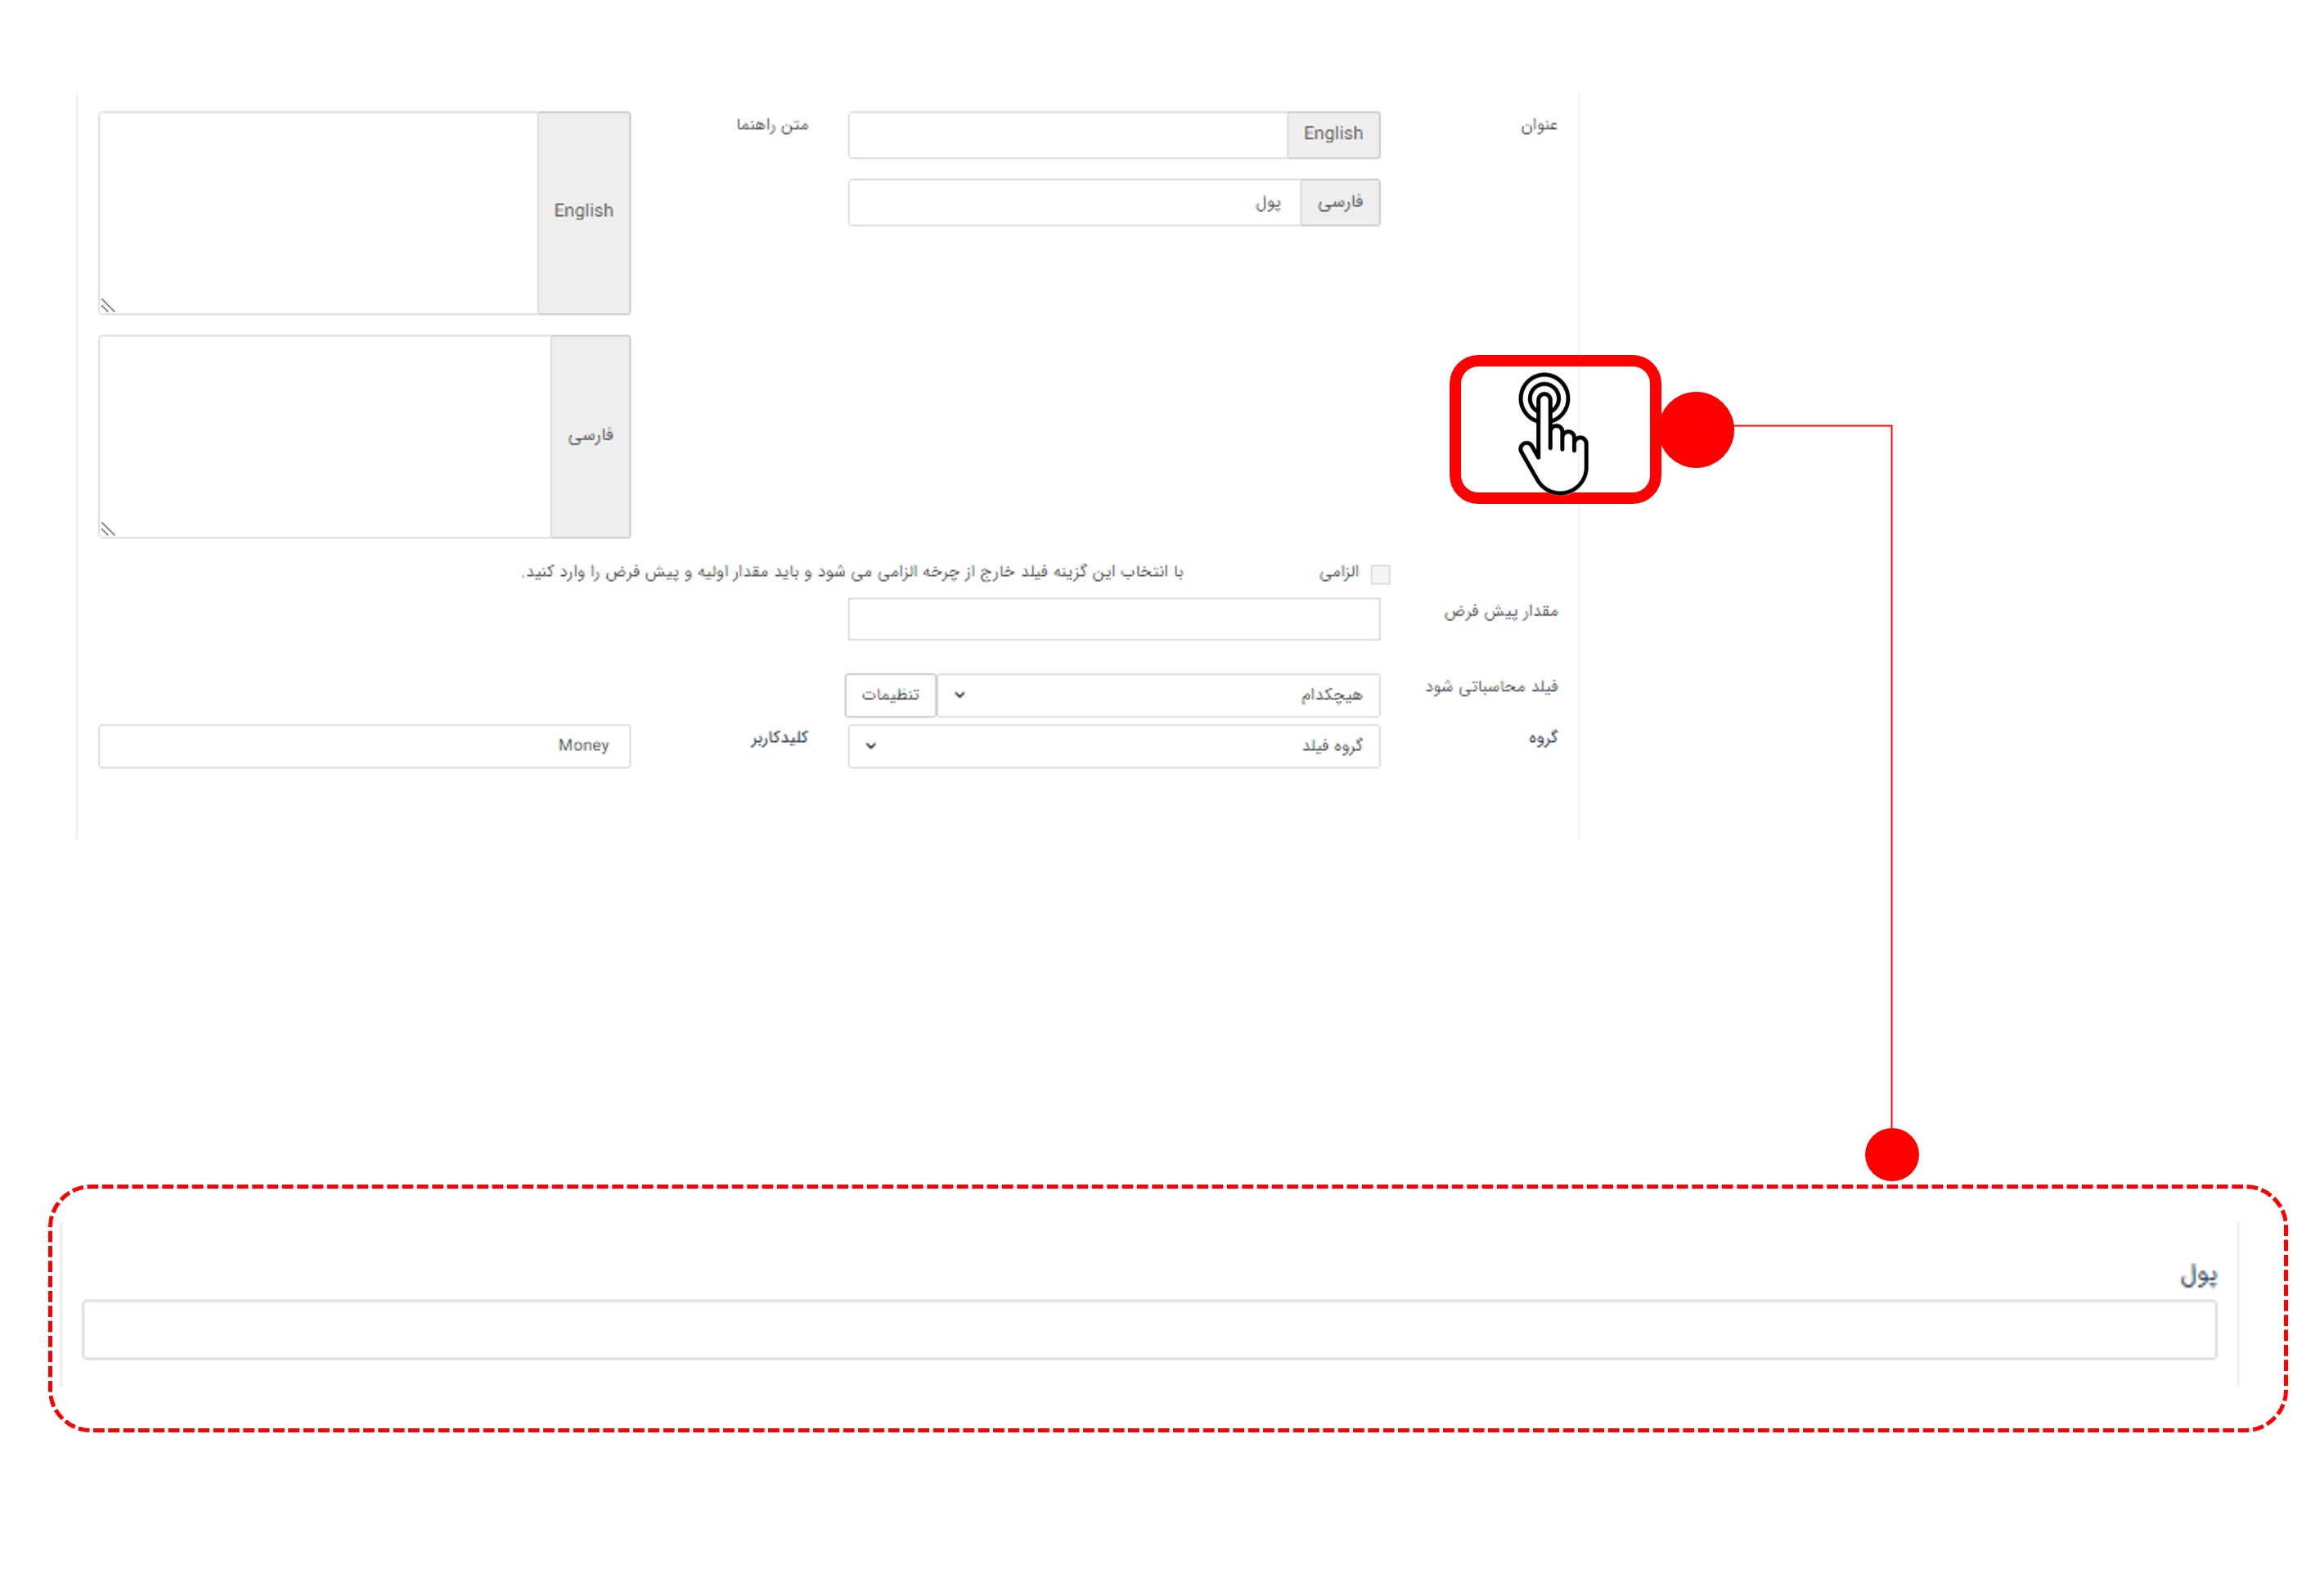 عنوان
English
متن راهنما
English
فارسی
پول
فارسی
الزامی
با انتخاب این گزینه فیلد خارج از چرخه الزامی می شود و باید مقدار اولیه و پیش فرض را وارد کنید.
مقدار پیش فرض
فیلد محاسباتی شود
هیچکدام
تنظیمات
گروه
گروه فیلد
کلیدکاربر
Money
پول